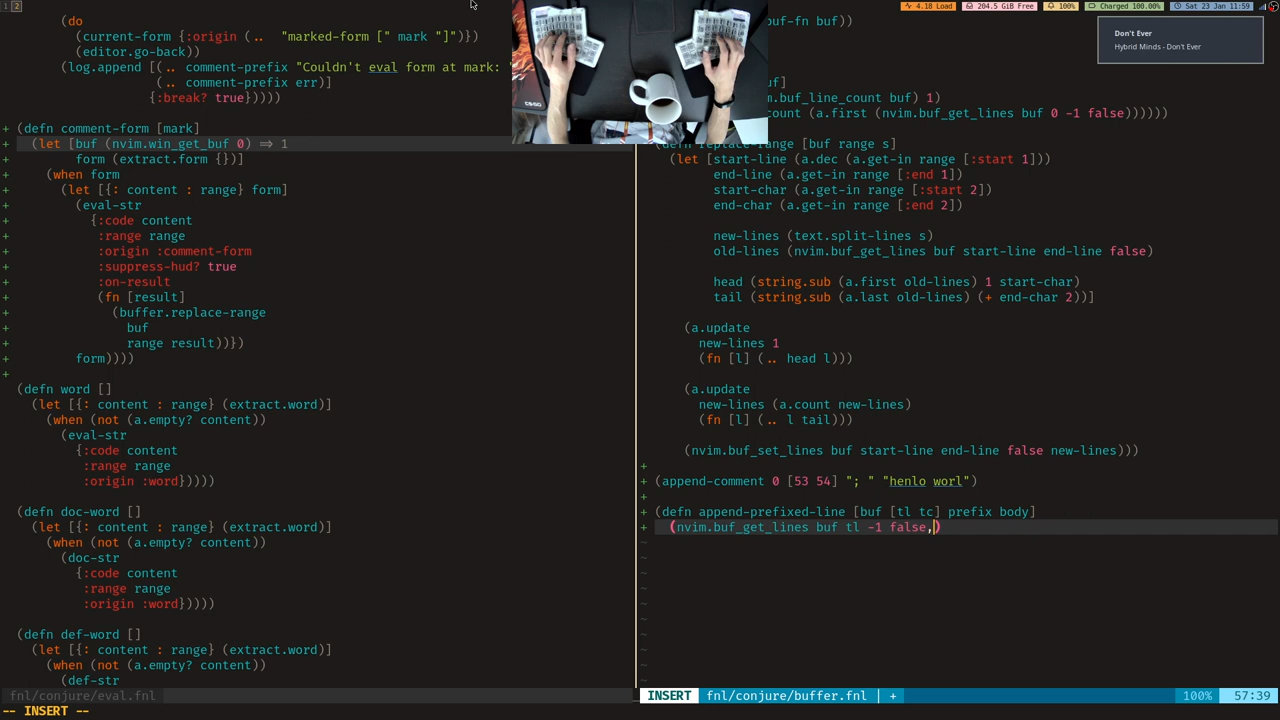 1 2
4.18 Load
204.5 GiB Free
100%
Charged 100.00%
Sat 23 Jan 11:59
Don't Ever
Hybrid Minds - Don't Ever
(do
(current-form {:origin (.. "marked-form [" mark "]")})
(editor.go-back))
(log.append [(.. comment-prefix "Couldn't eval form at mark:
(.. comment-prefix err)]
{:break? true}))))
+ (defn comment-form [mark]
+ (let [buf (nvim.win_get_buf 0) => 1
+ form (extract.form {})]
+ (when form
+ (let [{: content : range} form]
+ (eval-str
+ {:code content
+ :range range
+ :origin :comment-form
+ :suppress-hud? true
+ :on-result
+ (fn [result]
+ (buffer.replace-range
+ buf
+ range result))})
+ form))))
+
(defn word []
(let [{: content : range} (extract.word)]
(when (not (a.empty? content))
(eval-str
{:code content
:range range
:origin :word}))))
(defn doc-word []
(let [{: content : range} (extract.word)]
(when (not (a.empty? content))
(doc-str
{:code content
:range range
:origin :word}))))
(defn def-word []
(let [{: content : range} (extract.word)]
(when (not (a.empty? content))
(def-str
fnl/conjure/eval.fnl
-- INSERT --
buf-fn buf))
buf]
m.buf_line_count buf) 1)
count (a.first (nvim.buf_get_lines buf 0 -1 false))))))
(defn replace-range [buf range s]
(let [start-line (a.dec (a.get-in range [:start 1]))
end-line (a.get-in range [:end 1])
start-char (a.get-in range [:start 2])
end-char (a.get-in range [:end 2])
new-lines (text.split-lines s)
old-lines (nvim.buf_get_lines buf start-line end-line false)
head (string.sub (a.first old-lines) 1 start-char)
tail (string.sub (a.last old-lines) (+ end-char 2))]
(a.update
new-lines 1
(fn [l] (.. head l)))
(a.update
new-lines (a.count new-lines)
(fn [l] (.. l tail)))
(nvim.buf_set_lines buf start-line end-line false new-lines)))
+
+ (append-comment 0 [53 54] "; " "henlo worl")
+
+ (defn append-prefixed-line [buf [tl tc] prefix body]
+ (nvim.buf_get_lines buf tl -1 false,)
~
~
~
~
~
~
~
~
~
~
INSERT fnl/conjure/buffer.fnl | + 100% 57:39